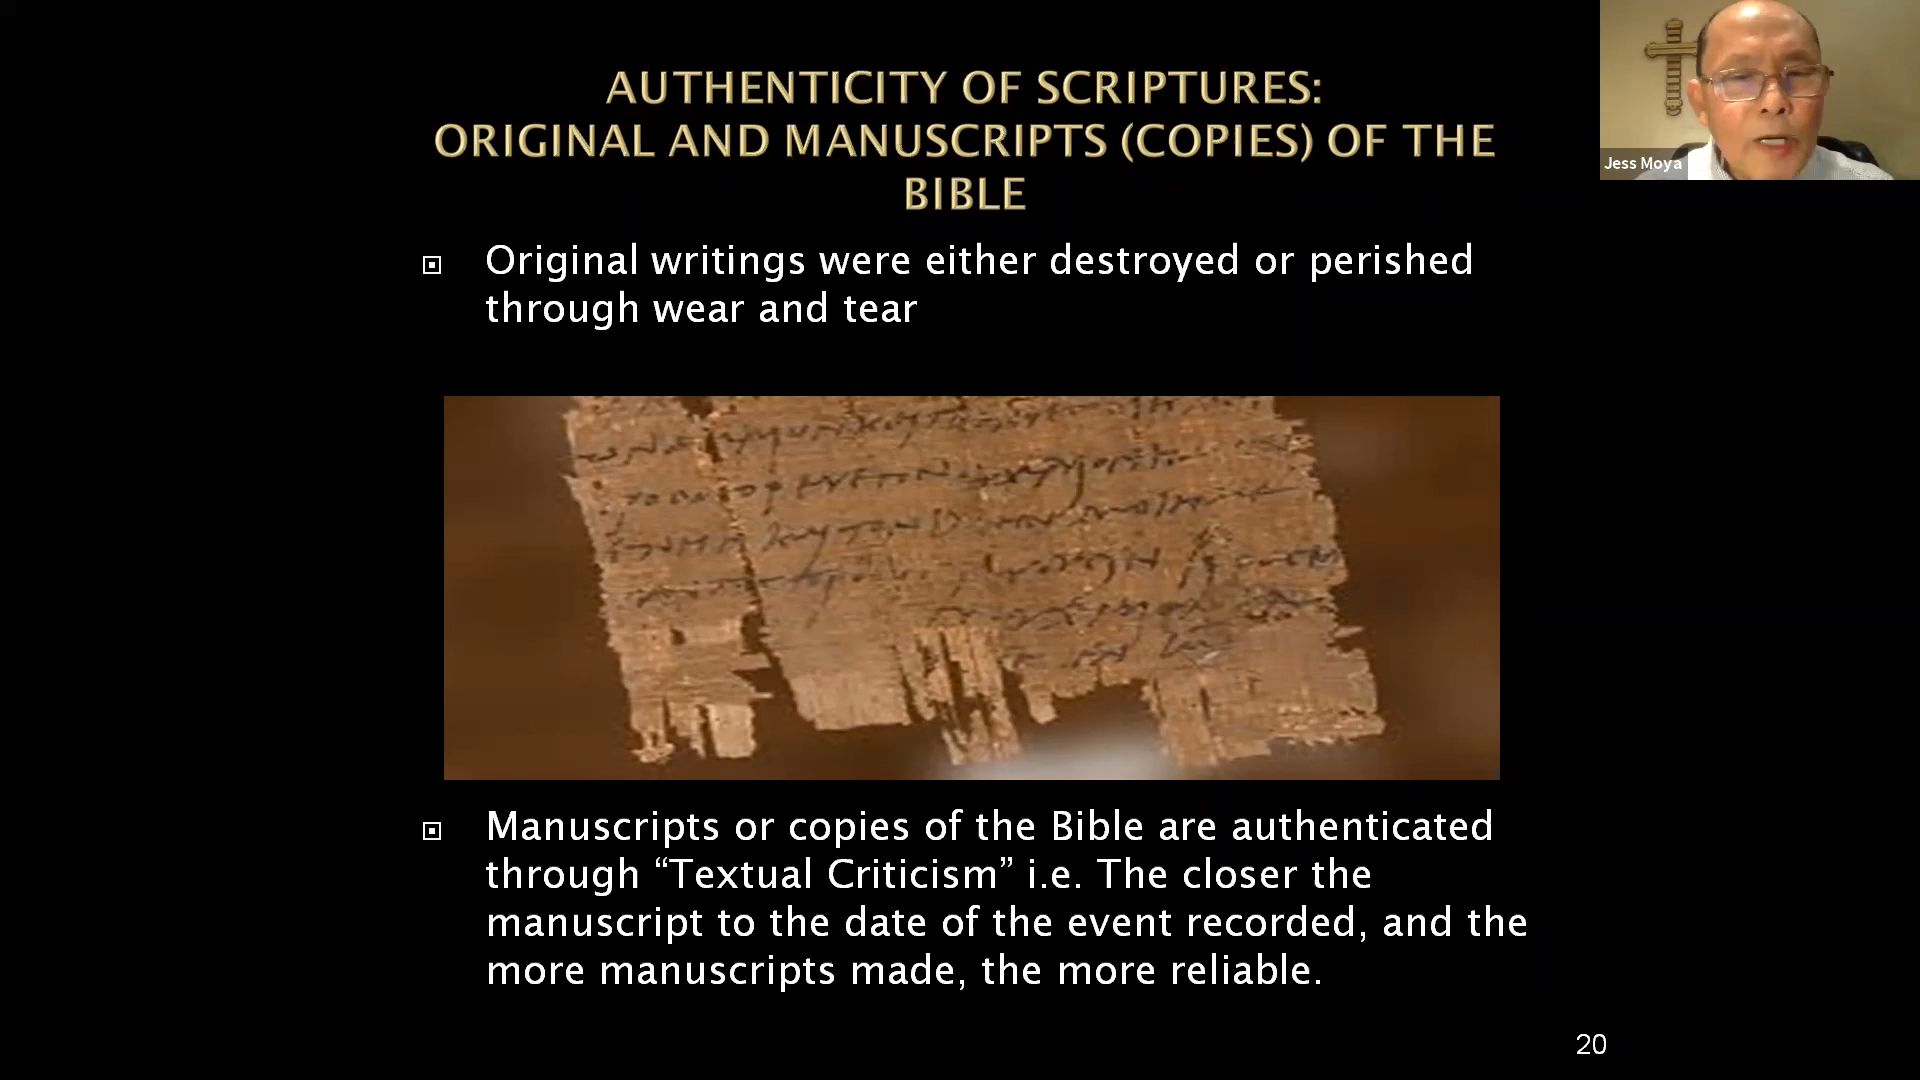 AUTHENTICITY OF SCRIPTURES:
ORIGINAL AND MANUSCRIPTS (COPIES) OF THE
BIBLE
Jess Moya
Original writings were either destroyed or perished
through wear and tear
Manuscripts or copies of the Bible are authenticated
through “Textual Criticism” i.e. The closer the
manuscript to the date of the event recorded, and the
more manuscripts made, the more reliable.
20